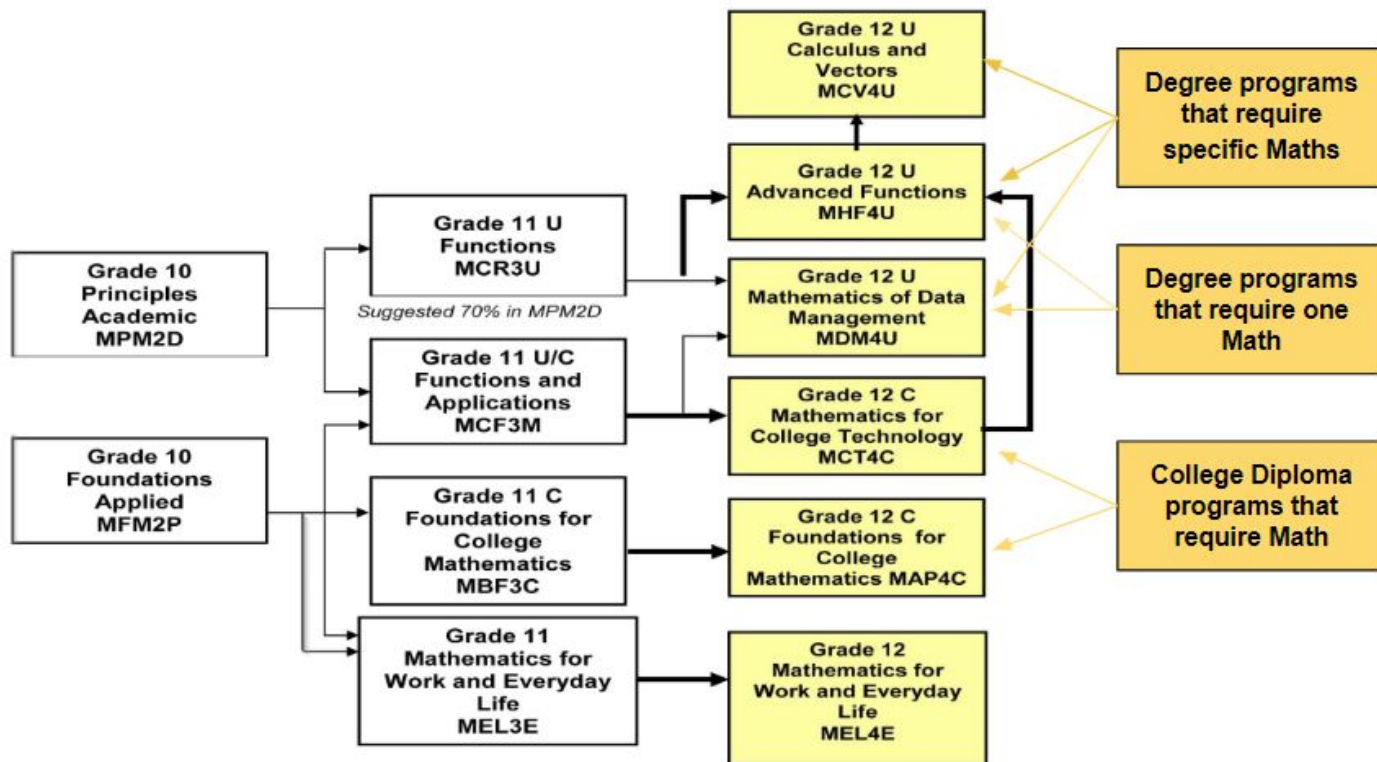 Grade 10
Principles
Academic
MPM2D
Grade 10
Foundations
Applied
MFM2P
Grade 11 U
Functions
MCR3U
Suggested 70% in MPM2D
Grade 11 U/C
Functions and
Applications
MCF3M
Grade 11 C
Foundations for
College
Mathematics
MBF3C
Grade 11
Mathematics for
Work and Everyday
Life
MEL3E
Grade 12 U
Calculus and
Vectors
MCV4U
Grade 12 U
Advanced Functions
MHF4U
Grade 12 U
Mathematics of Data
Management
MDM4U
Grade 12 C
Mathematics for
College Technology
MCT4C
Grade 12 C
Foundations for
College
Mathematics MAP4C
Grade 12
Mathematics for
Work and Everyday
Life
MEL4E
Degree programs
that require
specific Maths
Degree programs
that require one
Math
College Diploma
programs that
require Math